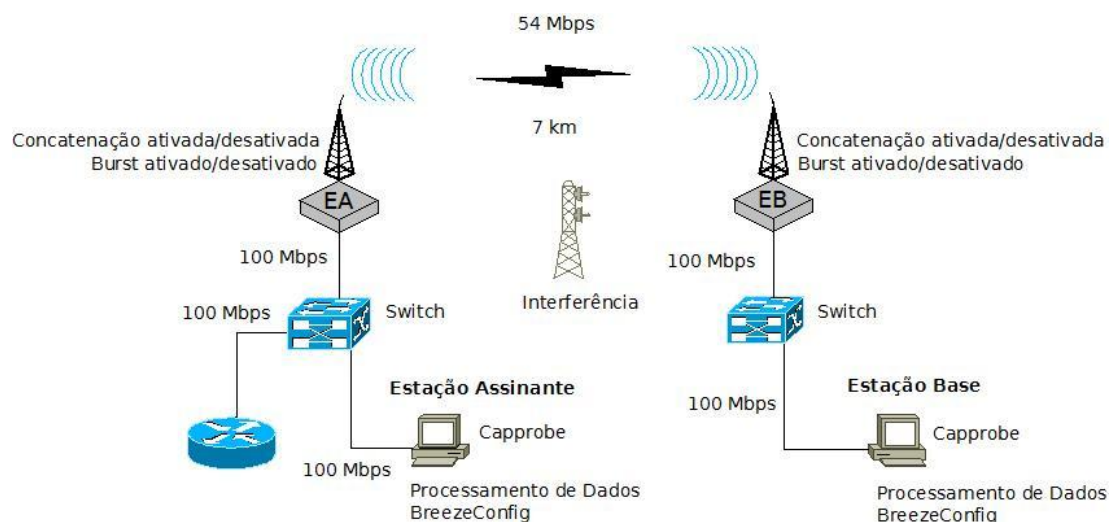 54 Mbps
7 km
Concatenação ativada/desativada
Burst ativado/desativado
Concatenação ativada/desativada
Burst ativado/desativado
EA
EB
100 Mbps
Interferência
100 Mbps
100 Mbps
Switch
Switch
Estação Assinante
Capprobe
100 Mbps
Processamento de Dados
BreezeConfig
Estação Base
100 Mbps
Capprobe
Processamento de Dados
BreezeConfig